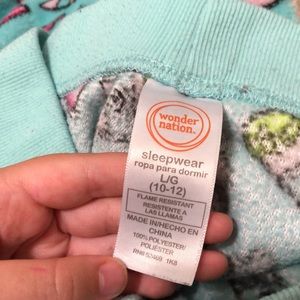 wonder
nation.
sleepwear
ropa para dormir
L/G
(10-12)
FLAME RESISTANT
RESISTENTE A
LAS LLAMAS
MADE IN/HECHO EN
CHINA
100% POLYESTER/
POLIÉSTER